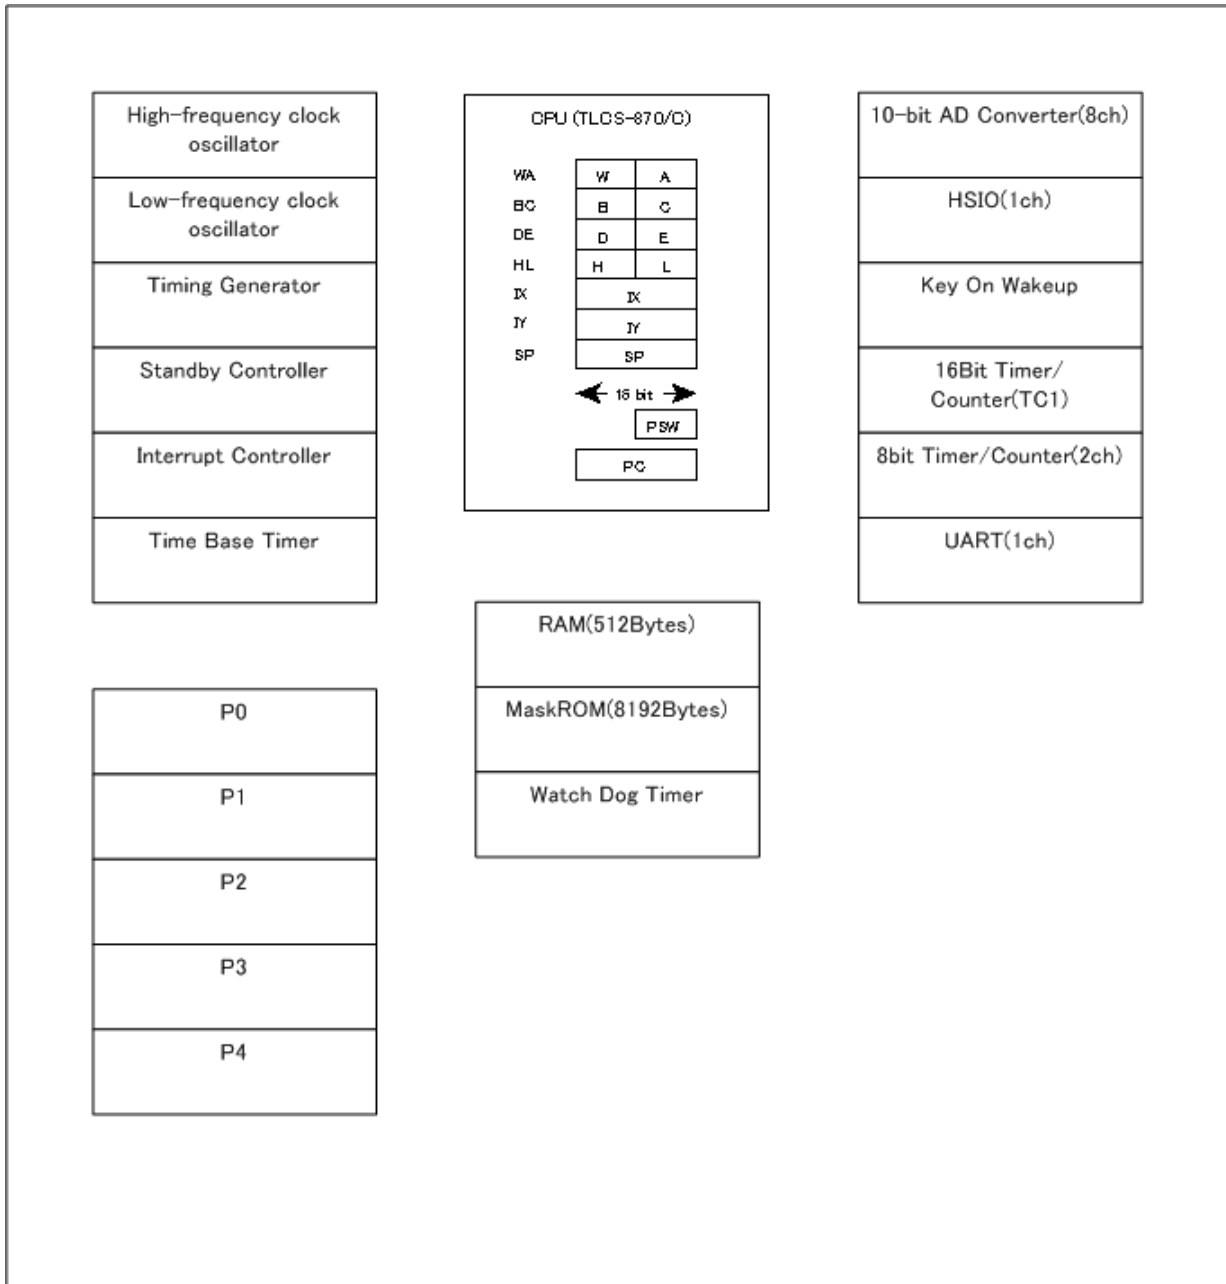 High-frequency clock
oscillator
Low-frequency clock
oscillator
Timing Generator
Standby Controller
Interrupt Controller
Time Base Timer
CPU (TLCS-870/C)
WA W A
BC B C
DE D E
HL H L
IX IX
IY IY
SP SP
16 bit
PSW
PC
10-bit AD Converter(8ch)
HSIO(1ch)
Key On Wakeup
16Bit Timer/
Counter(TC1)
8bit Timer/Counter(2ch)
UART(1ch)
RAM(512Bytes)
MaskROM(8192Bytes)
Watch Dog Timer
P0
P1
P2
P3
P4